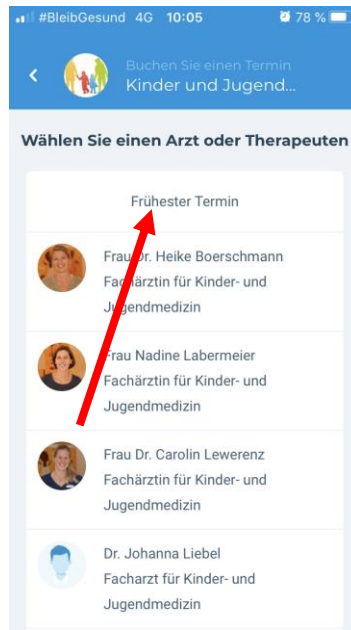 #BleibGesund 4G 10:05 78 %
Buchen Sie einen Termin
Kinder und Jugend...
Wählen Sie einen Arzt oder Therapeuten
Frühester Termin
Frau Dr. Heike Boerschmann
Fachärztin für Kinder- und
Jugendmedizin
Frau Nadine Labermeier
Fachärztin für Kinder- und
Jugendmedizin
Frau Dr. Carolin Lewerenz
Fachärztin für Kinder- und
Jugendmedizin
Dr. Johanna Liebel
Facharzt für Kinder- und
Jugendmedizin